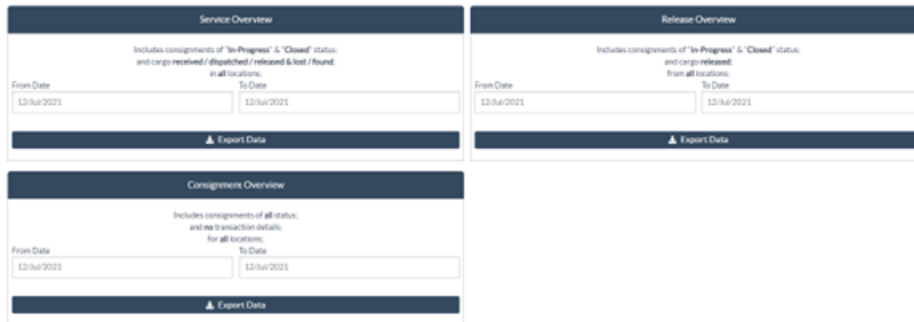 Service Overview
Includes consignments of "In-Progress" & "Closed" status;
and cargo received / dispatched / released & lost / found;
in all locations;
From Date
To Date
12/Jul/2021
12/Jul/2021
Export Data
Release Overview
Includes consignments of "In-Progress" & "Closed" status;
and cargo released;
from all locations;
From Date
To Date
12/Jul/2021
12/Jul/2021
Export Data
Consignment Overview
Includes consignments of all status;
and no transaction details;
for all locations;
From Date
To Date
12/Jul/2021
12/Jul/2021
Export Data